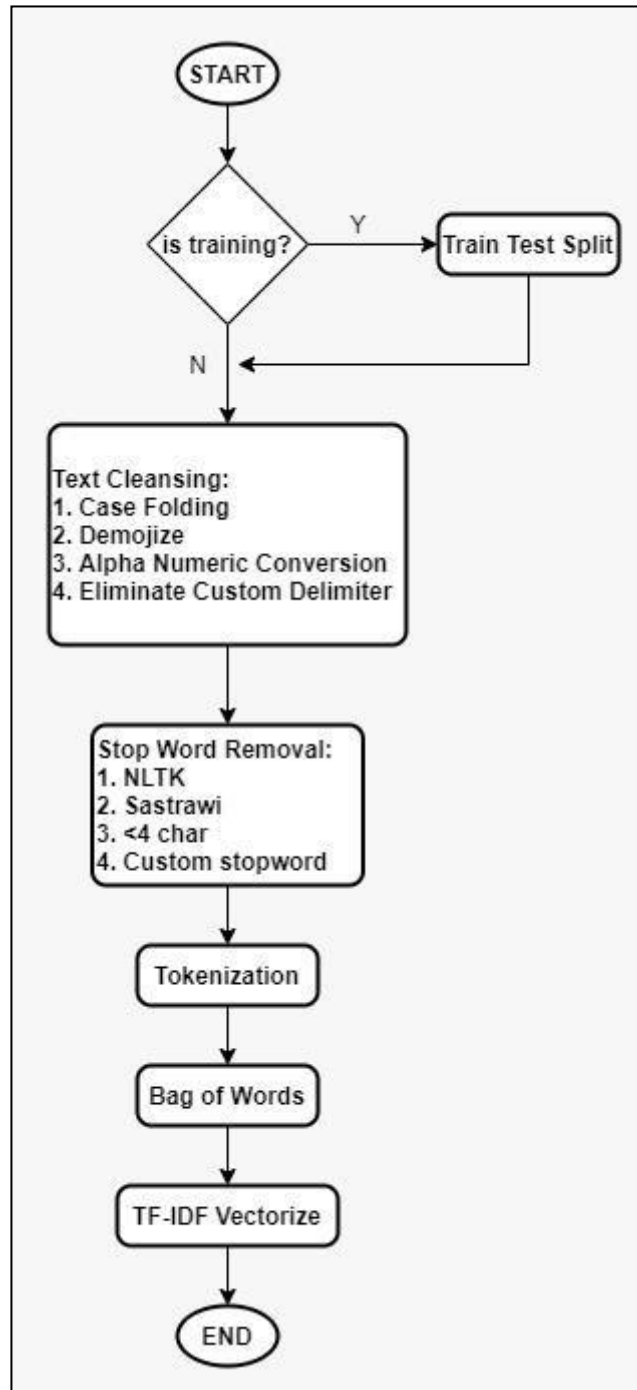 START
is training?
Y
Train Test Split
N
Text Cleansing:
1. Case Folding
2. Demojize
3. Alpha Numeric Conversion
4. Eliminate Custom Delimiter
Stop Word Removal:
1. NLTK
2. Sastrawi
3. <4 char
4. Custom stopword
Tokenization
Bag of Words
TF-IDF Vectorize
END